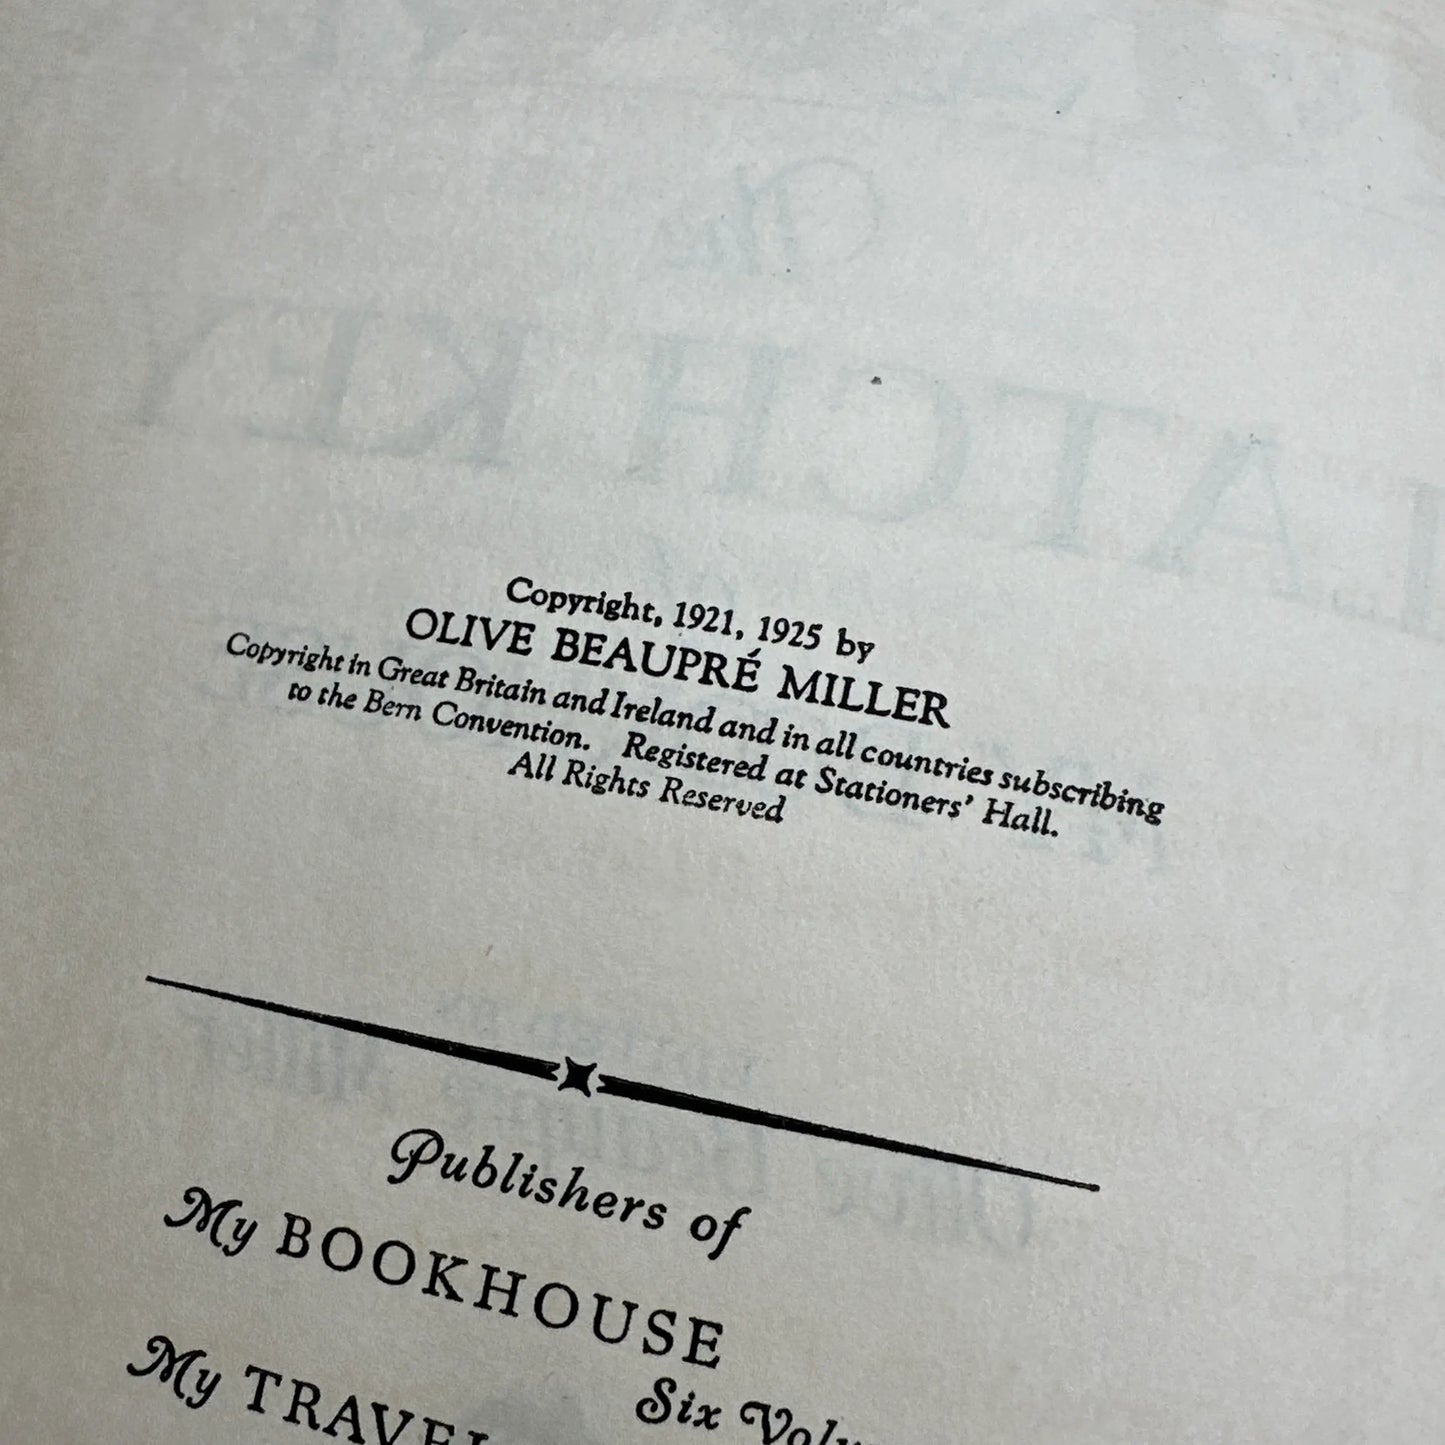 Copyright, 1921, 1925 by
OLIVE BEAUPRÉ MILLER
Copyright in Great Britain and Ireland and in all countries subscribing
to the Bern Convention. Registered at Stationers' Hall.
All Rights Reserved
Publishers of
My BOOKHOUSE
Six
My